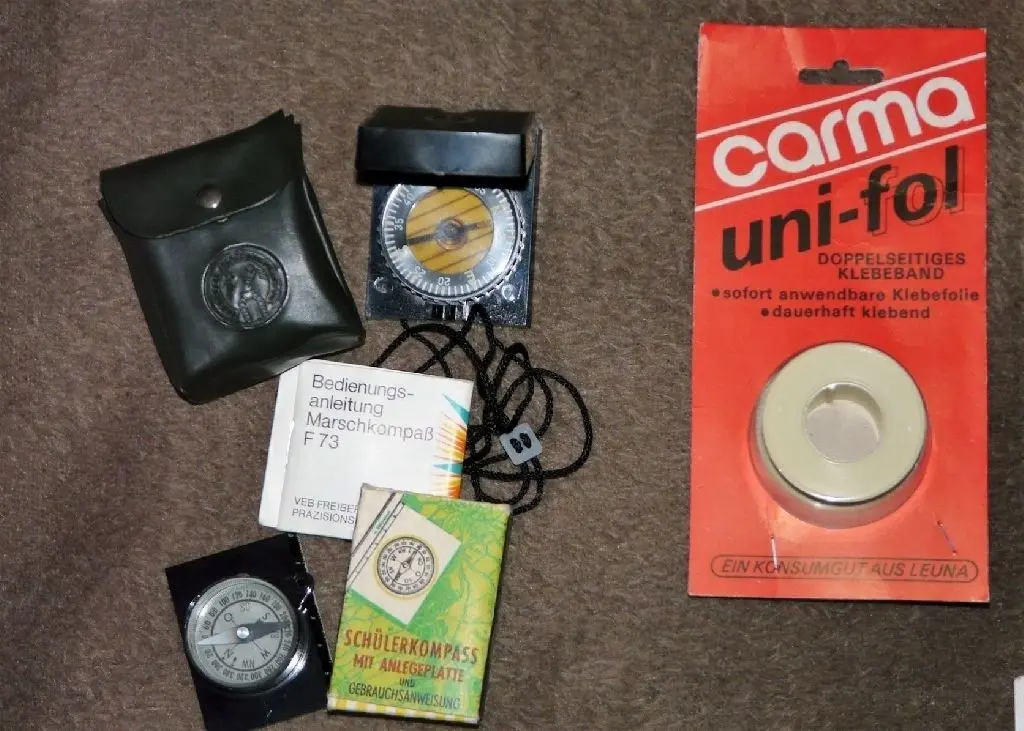 Bedienungs-
anleitung
Marschkompaß
F 73
VEB FREIBER
PRÄZISIONS
SCHÜLERKOMPASS
MIT ANLEGEPLATTE
UND
GEBRAUCHSANWEISUNG
carma
uni-fol
DOPPELSEITIGES
KLEBEBAND
•sofort anwendbare Klebefolie
•dauerhaft klebend
EIN KONSUMGUT AUS LEUNA